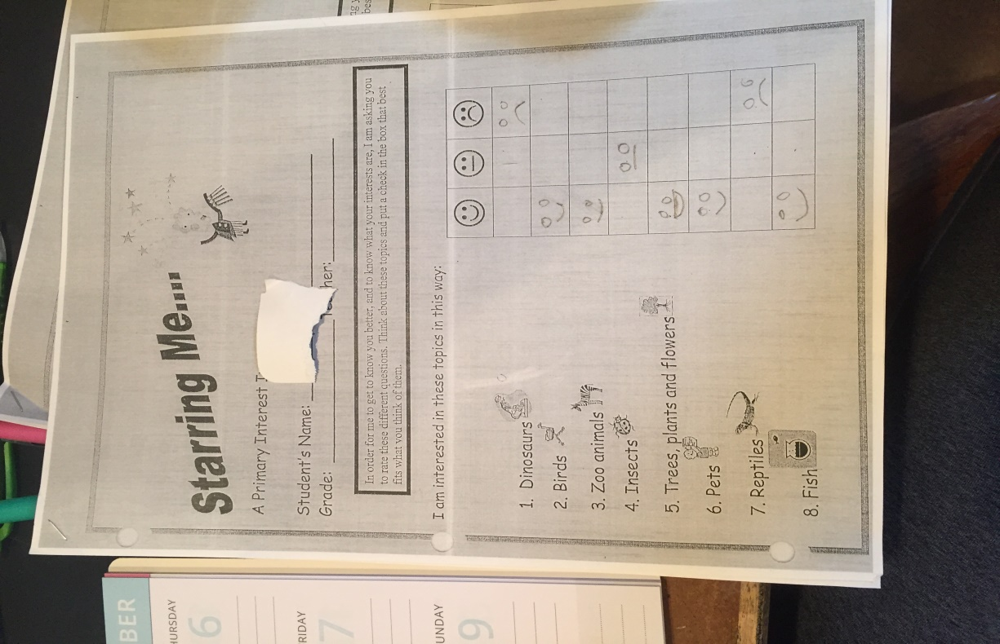 Starring Me....
A Primary Interest
Student's Name:
Grade: her:
In order for me to get to know you better, and to know what your interests are, I am asking you
to rate these different questions. Think about these topics and put a check in the box that best
fits what you think of them.
I am interested in these topics in this way:
1. Dinosaurs
2. Birds
3. Zoo animals
4. Insects
5. Trees, plants and flowers
6. Pets
7. Reptiles
8. Fish
BER
HURSDAY
6
RIDAY
7
UNDAY
9